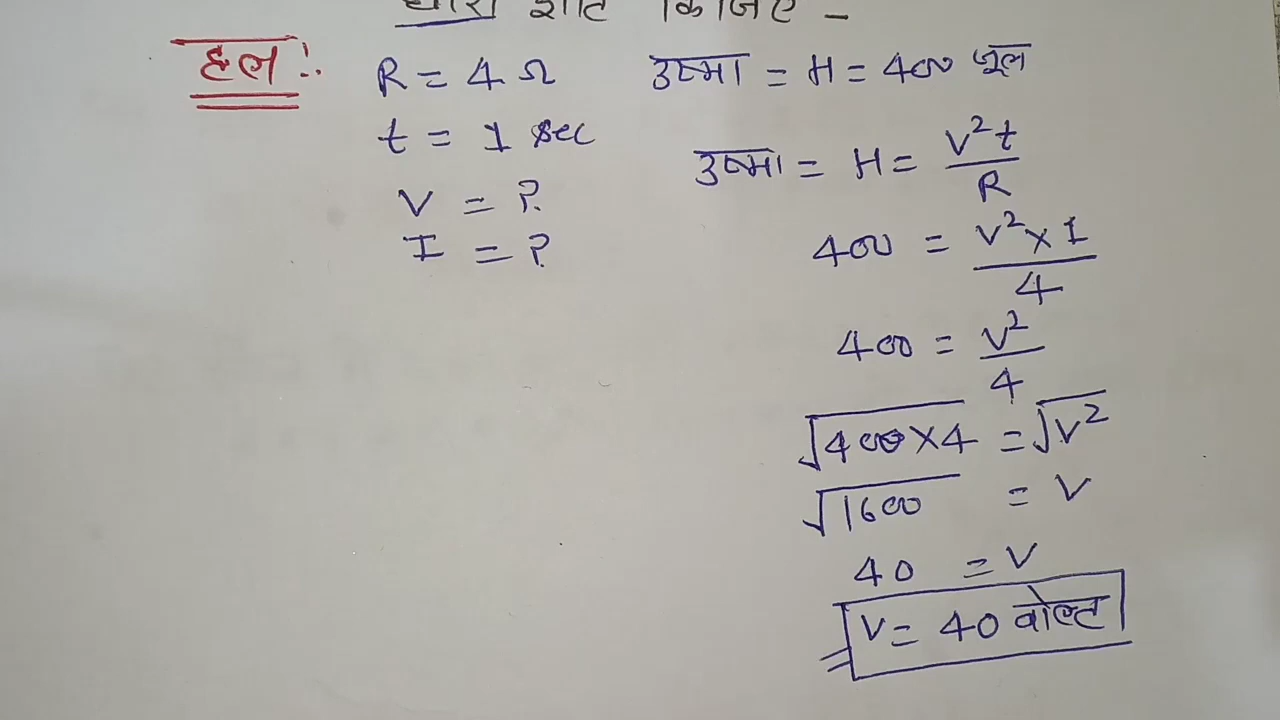 धारा ज्ञात किजिए -
हल :-
R = 4 Ω
t = 1 sec
V = ?
I = ?
उष्मा = H = 400 जूल
उष्मा = H = V²t / R
400 = V² × 1 / 4
400 = V² / 4
√400×4 = √V²
√1600 = V
40 = V
V = 40 वोल्ट